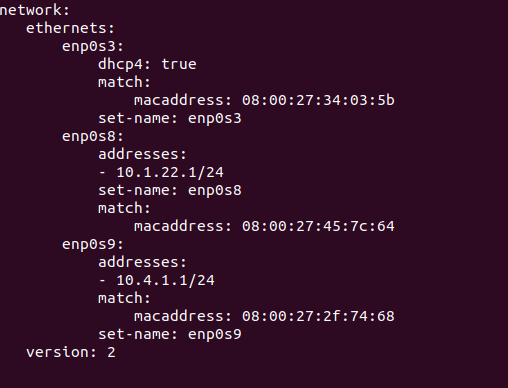 network:
    ethernets:
        enp0s3:
            dhcp4: true
            match:
                macaddress: 08:00:27:34:03:5b
            set-name: enp0s3
        enp0s8:
            addresses:
            - 10.1.22.1/24
            set-name: enp0s8
            match:
                macaddress: 08:00:27:45:7c:64
        enp0s9:
            addresses:
            - 10.4.1.1/24
            match:
                macaddress: 08:00:27:2f:74:68
            set-name: enp0s9
    version: 2